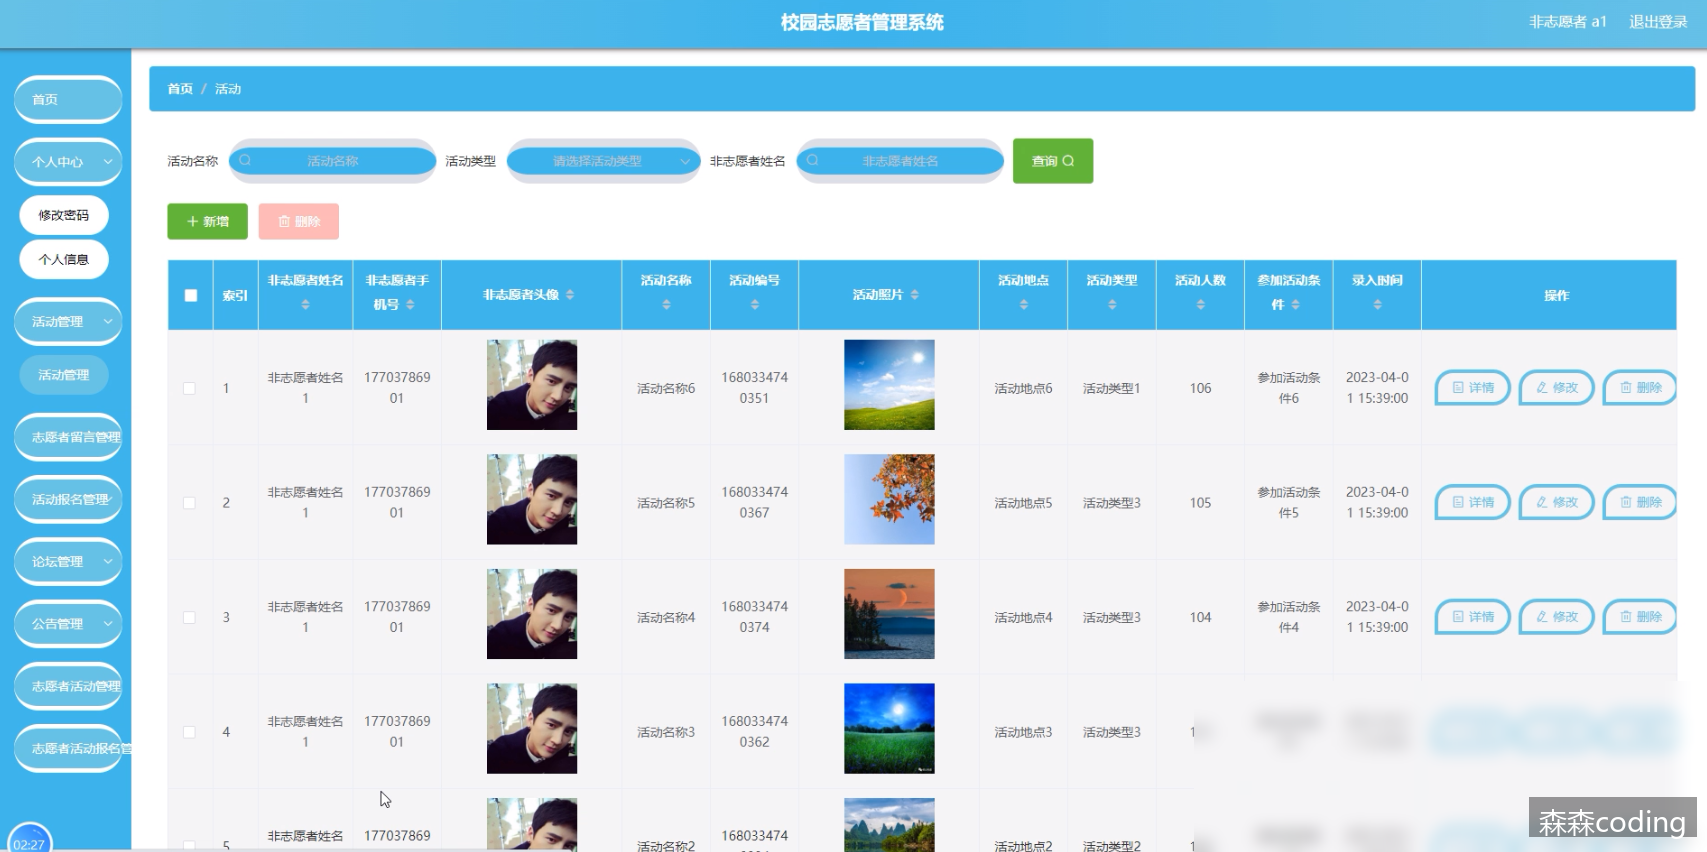 校园志愿者管理系统
非志愿者 a1 退出登录
首页
个人中心
修改密码
个人信息
活动管理
活动管理
志愿者留言管理
活动报名管理
论坛管理
公告管理
志愿者活动管理
志愿者活动报名管
02:27
首页 / 活动
活动名称 活动名称 活动类型 请选择活动类型 非志愿者姓名 非志愿者姓名 查询
新增 删除
索引 非志愿者姓名 非志愿者手机号 非志愿者头像 活动名称 活动编号 活动照片 活动地点 活动类型 活动人数 参加活动条件 录入时间 操作
1 非志愿者姓名1 17703786901 活动名称6 1680334740351 活动地点6 活动类型1 106 参加活动条件6 2023-04-01 15:39:00 详情 修改 删除
2 非志愿者姓名1 17703786901 活动名称5 1680334740367 活动地点5 活动类型3 105 参加活动条件5 2023-04-01 15:39:00 详情 修改 删除
3 非志愿者姓名1 17703786901 活动名称4 1680334740374 活动地点4 活动类型3 104 参加活动条件4 2023-04-01 15:39:00 详情 修改 删除
4 非志愿者姓名1 17703786901 活动名称3 1680334740362 活动地点3 活动类型3
5 非志愿者姓名 177037869 活动名称2 168033474 活动地点2 活动类型2
森森coding